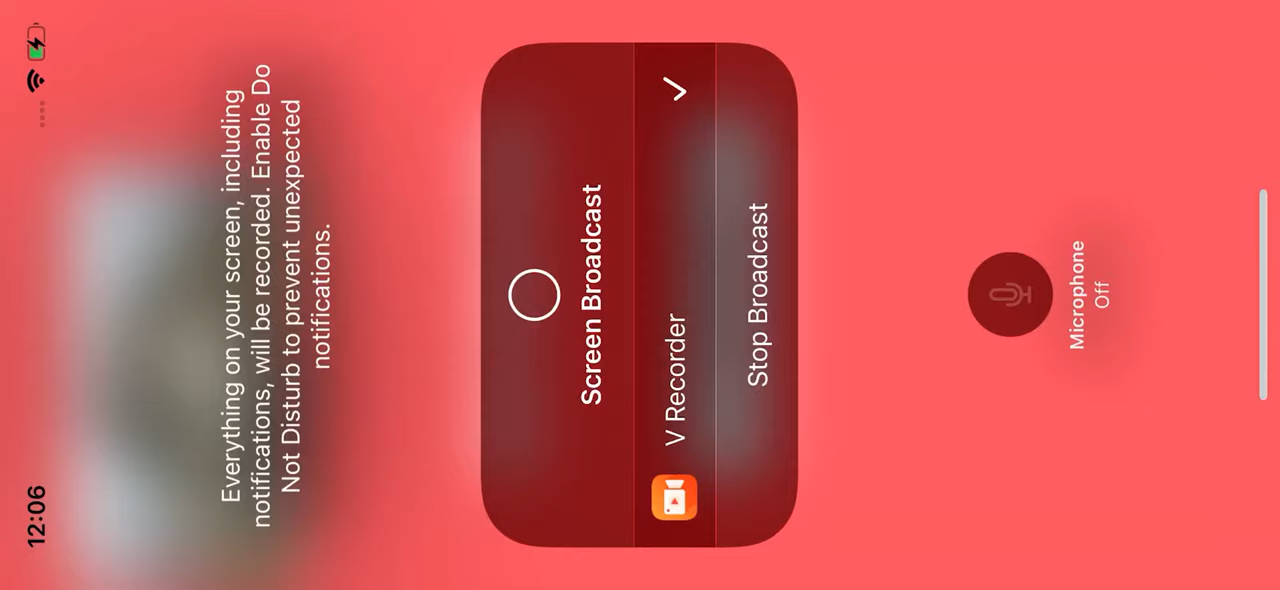 12:06
Everything on your screen, including
notifications, will be recorded. Enable Do
Not Disturb to prevent unexpected
notifications.
Screen Broadcast
V Recorder
Stop Broadcast
Microphone
Off